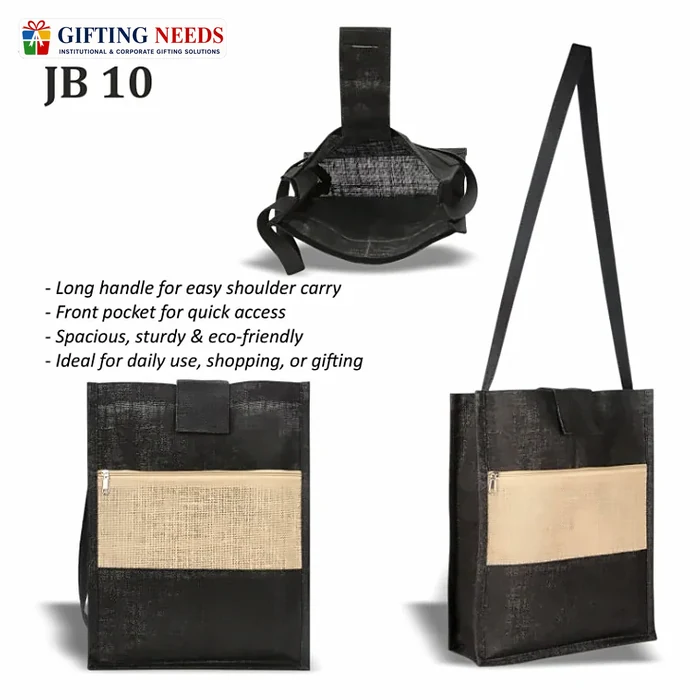 GIFTING NEEDS
INSTITUTIONAL & CORPORATE GIFTING SOLUTIONS
JB 10
- Long handle for easy shoulder carry
- Front pocket for quick access
- Spacious, sturdy & eco-friendly
- Ideal for daily use, shopping, or gifting